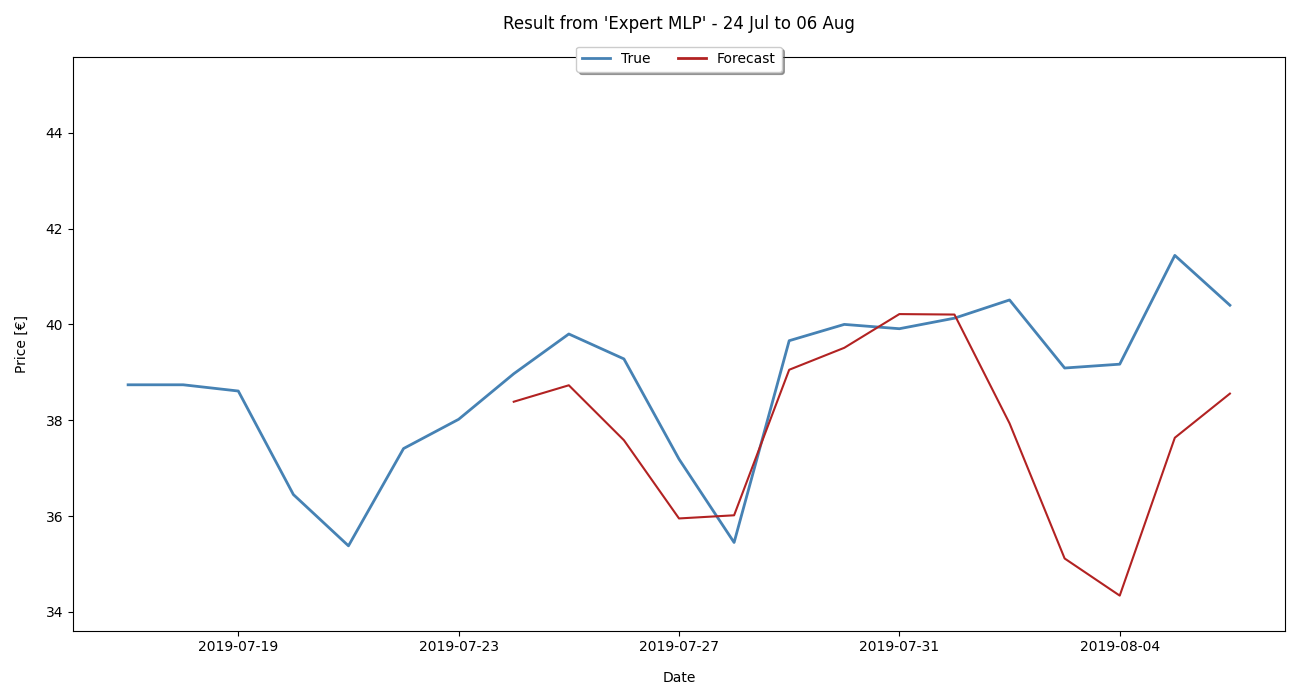 Result from 'Expert MLP' - 24 Jul to 06 Aug
True Forecast
44
42
40
38
36
34
Price [€]
2019-07-19 2019-07-23 2019-07-27 2019-07-31 2019-08-04
Date